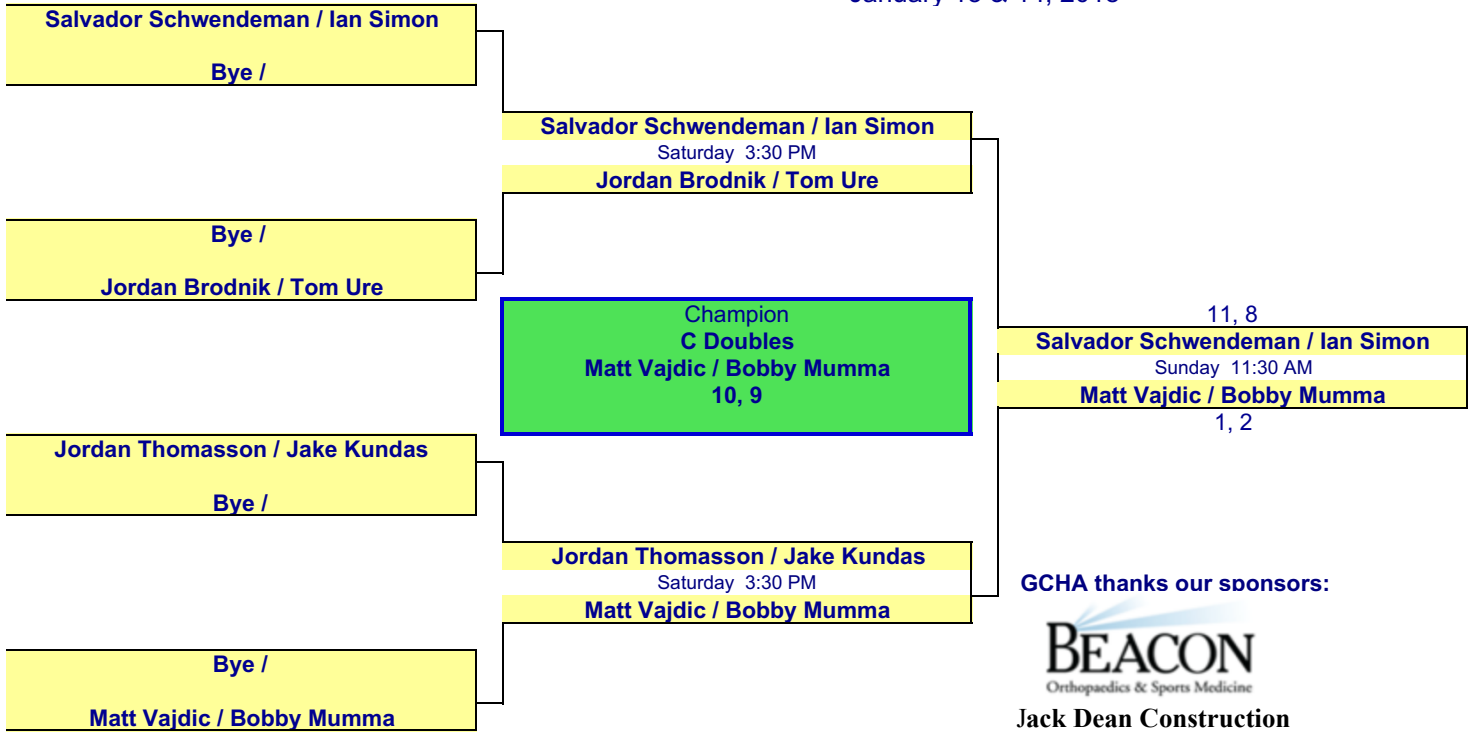 January &
Salvador Schwendeman / Ian Simon
Bye /
Bye /
Jordan Brodnik / Tom Ure
Jordan Thomasson / Jake Kundas
Bye /
Bye /
Matt Vajdic / Bobby Mumma
Salvador Schwendeman / Ian Simon
Saturday 3:30 PM
Jordan Brodnik / Tom Ure
Champion
C Doubles
Matt Vajdic / Bobby Mumma
10, 9
Jordan Thomasson / Jake Kundas
Saturday 3:30 PM
Matt Vajdic / Bobby Mumma
11, 8
Salvador Schwendeman / Ian Simon
Sunday 11:30 AM
Matt Vajdic / Bobby Mumma
1, 2
GCHA thanks our sponsors:
BEACON
Orthopaedics & Sports Medicine
Jack Dean Construction